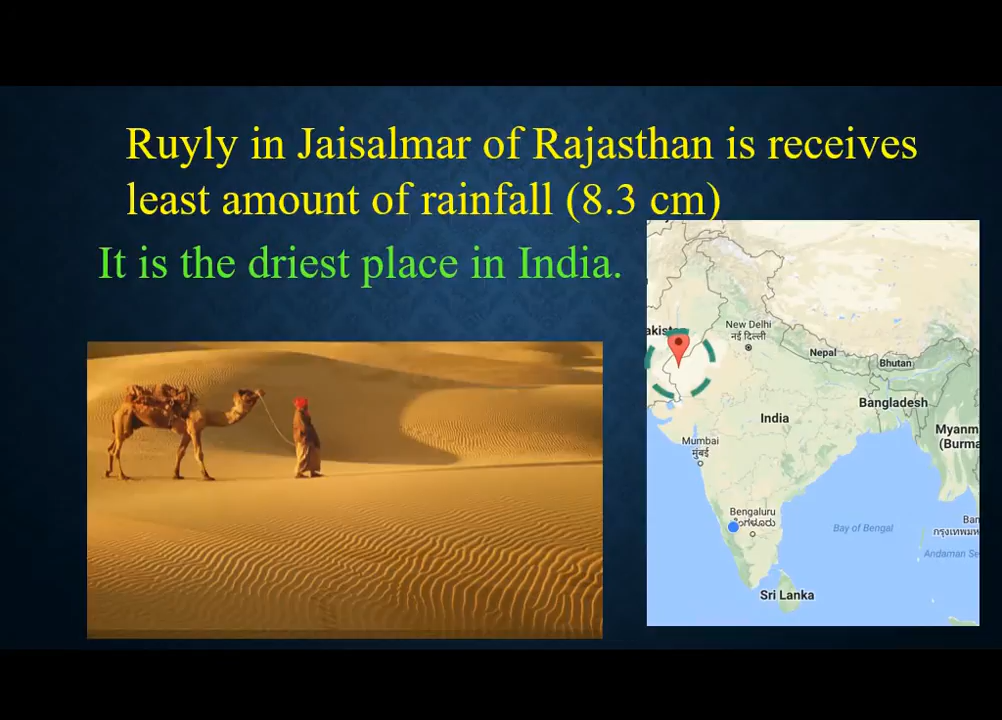 Ruyly in Jaisalmar of Rajasthan is receives
least amount of rainfall (8.3 cm)
It is the driest place in India.
akist
New Delhi
नई दिल्ली
Nepal
Bhutan
Bangladesh
India
Myanm
(Burma
Mumbai
मुंबई
Bengaluru
Bay of Bengal
Ban
กรุงเทพมห
Andaman Se
Sri Lanka